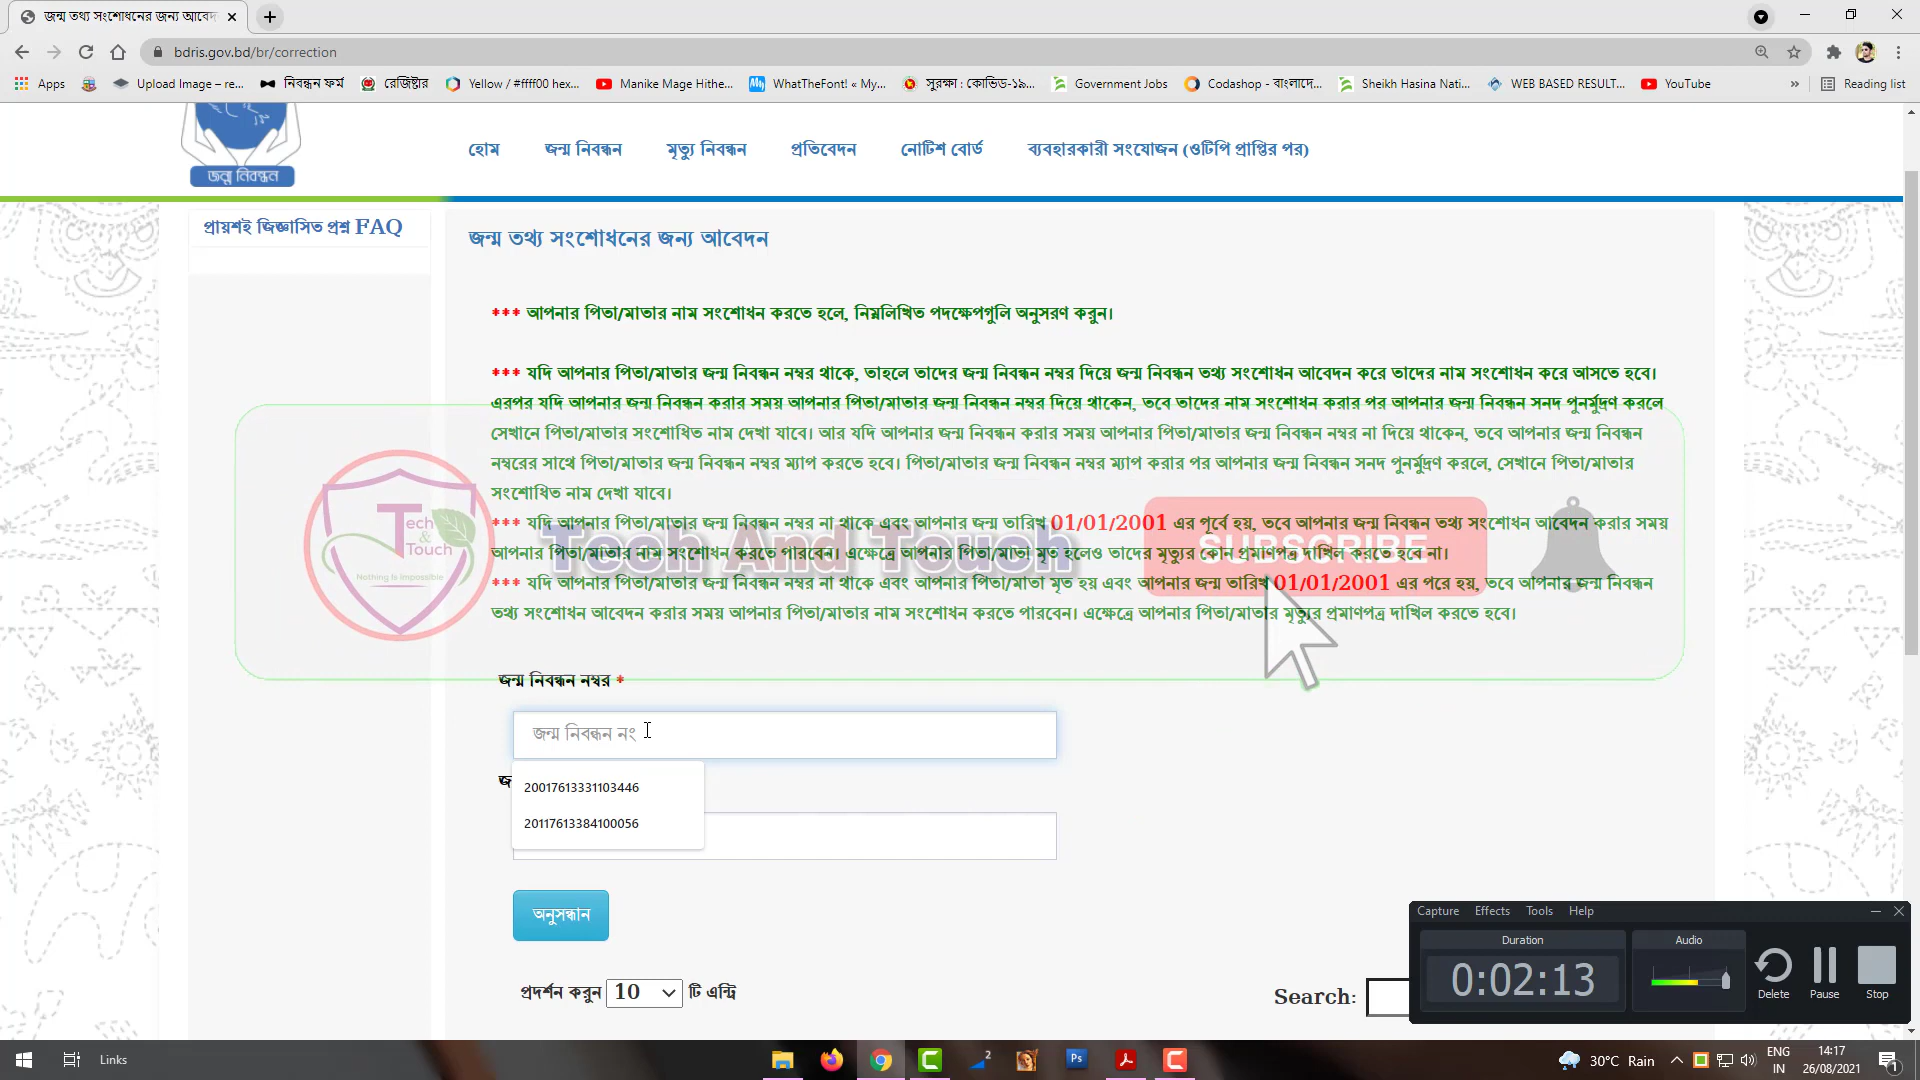 জন্ম তথ্য সংশোধনের জন্য আবেদন
bdris.gov.bd/br/correction
Apps
Upload Image – re...
নিবন্ধন ফর্ম
রেজিষ্টার
Yellow / #ffff00 hex...
Manike Mage Hithe...
WhatTheFont! « My...
সুরক্ষা : কোভিড-১৯...
Government Jobs
Codashop - বাংলাদে...
Sheikh Hasina Nati...
WEB BASED RESULT...
YouTube
»
Reading list
জন্ম নিবন্ধন
হোম
জন্ম নিবন্ধন
মৃত্যু নিবন্ধন
প্রতিবেদন
নোটিশ বোর্ড
ব্যবহারকারী সংযোজন (ওটিপি প্রাপ্তির পর)
প্রায়শই জিজ্ঞাসিত প্রশ্ন FAQ
জন্ম তথ্য সংশোধনের জন্য আবেদন
*** আপনার পিতা/মাতার নাম সংশোধন করতে হলে, নিম্নলিখিত পদক্ষেপগুলি অনুসরণ করুন।
*** যদি আপনার পিতা/মাতার জন্ম নিবন্ধন নম্বর থাকে, তাহলে তাদের জন্ম নিবন্ধন নম্বর দিয়ে জন্ম নিবন্ধন তথ্য সংশোধন আবেদন করে তাদের নাম সংশোধন করে আসতে হবে।
এরপর যদি আপনার জন্ম নিবন্ধন করার সময় আপনার পিতা/মাতার জন্ম নিবন্ধন নম্বর দিয়ে থাকেন, তবে তাদের নাম সংশোধন করার পর আপনার জন্ম নিবন্ধন সনদ পুনর্মুদ্রণ করলে
সেখানে পিতা/মাতার সংশোধিত নাম দেখা যাবে। আর যদি আপনার জন্ম নিবন্ধন করার সময় আপনার পিতা/মাতার জন্ম নিবন্ধন নম্বর না দিয়ে থাকেন, তবে আপনার জন্ম নিবন্ধন
নম্বরের সাথে পিতা/মাতার জন্ম নিবন্ধন নম্বর ম্যাপ করতে হবে। পিতা/মাতার জন্ম নিবন্ধন নম্বর ম্যাপ করার পর আপনার জন্ম নিবন্ধন সনদ পুনর্মুদ্রণ করলে, সেখানে পিতা/মাতার
সংশোধিত নাম দেখা যাবে।
*** যদি আপনার পিতা/মাতার জন্ম নিবন্ধন নম্বর না থাকে এবং আপনার জন্ম তারিখ 01/01/2001 এর পূর্বে হয়, তবে আপনার জন্ম নিবন্ধন তথ্য সংশোধন আবেদন করার সময়
আপনার পিতা/মাতার নাম সংশোধন করতে পারবেন। এক্ষেত্রে আপনার পিতা/মাতা মৃত হলেও তাদের মৃত্যুর কোন প্রমাণপত্র দাখিল করতে হবে না।
*** যদি আপনার পিতা/মাতার জন্ম নিবন্ধন নম্বর না থাকে এবং আপনার পিতা/মাতা মৃত হয় এবং আপনার জন্ম তারিখ 01/01/2001 এর পরে হয়, তবে আপনার জন্ম নিবন্ধন
তথ্য সংশোধন আবেদন করার সময় আপনার পিতা/মাতার নাম সংশোধন করতে পারবেন। এক্ষেত্রে আপনার পিতা/মাতার মৃত্যুর প্রমাণপত্র দাখিল করতে হবে।
Tech
&
Touch
Nothing is impossible
Tech And Touch
SUBSCRIBE
জন্ম নিবন্ধন নম্বর *
জন্ম নিবন্ধন নং
20017613331103446
20117613384100056
অনুসন্ধান
প্রদর্শন করুন 10 টি এন্ট্রি
Search:
Capture Effects Tools Help
Duration
Audio
0:02:13
Delete
Pause
Stop
Links
2
Ps
30°C Rain
ENG
IN
14:17
26/08/2021
1